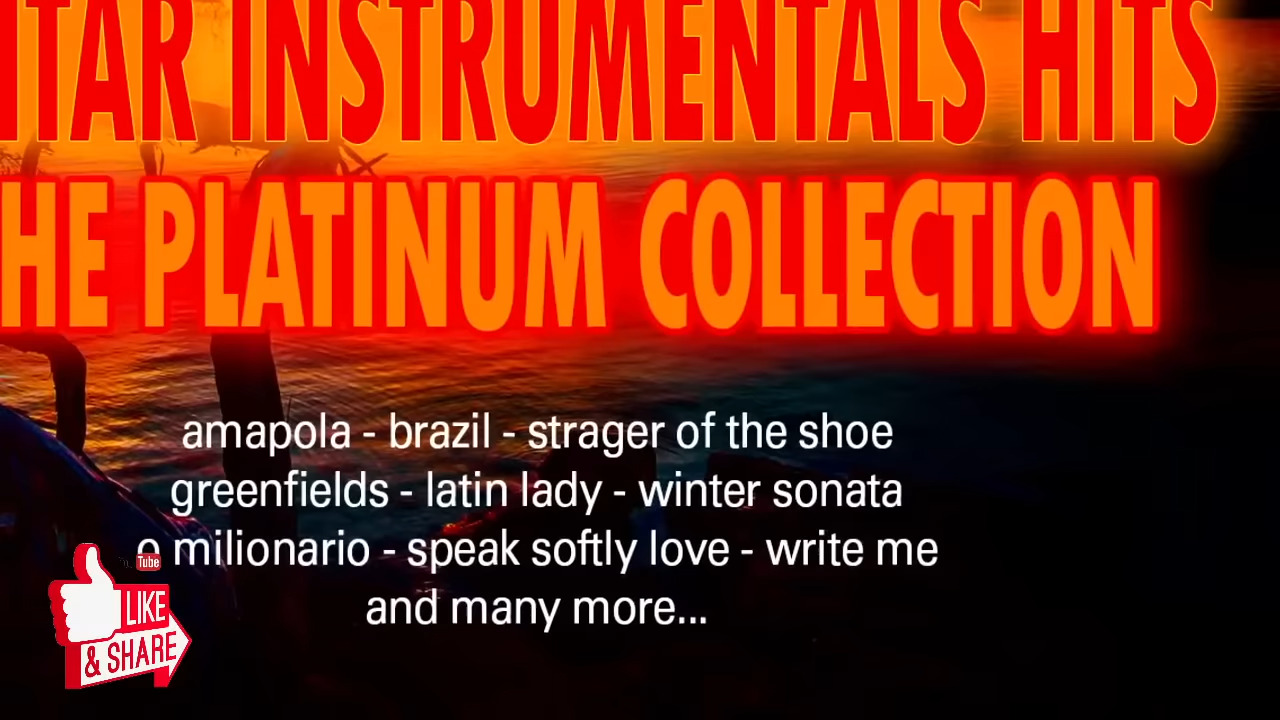 ITAR INSTRUMENTALS HITS
HE PLATINUM COLLECTION
amapola - brazil - strager of the shoe
greenfields - latin lady - winter sonata
o milionario - speak softly love - write me
and many more...
Tube
LIKE
& SHARE